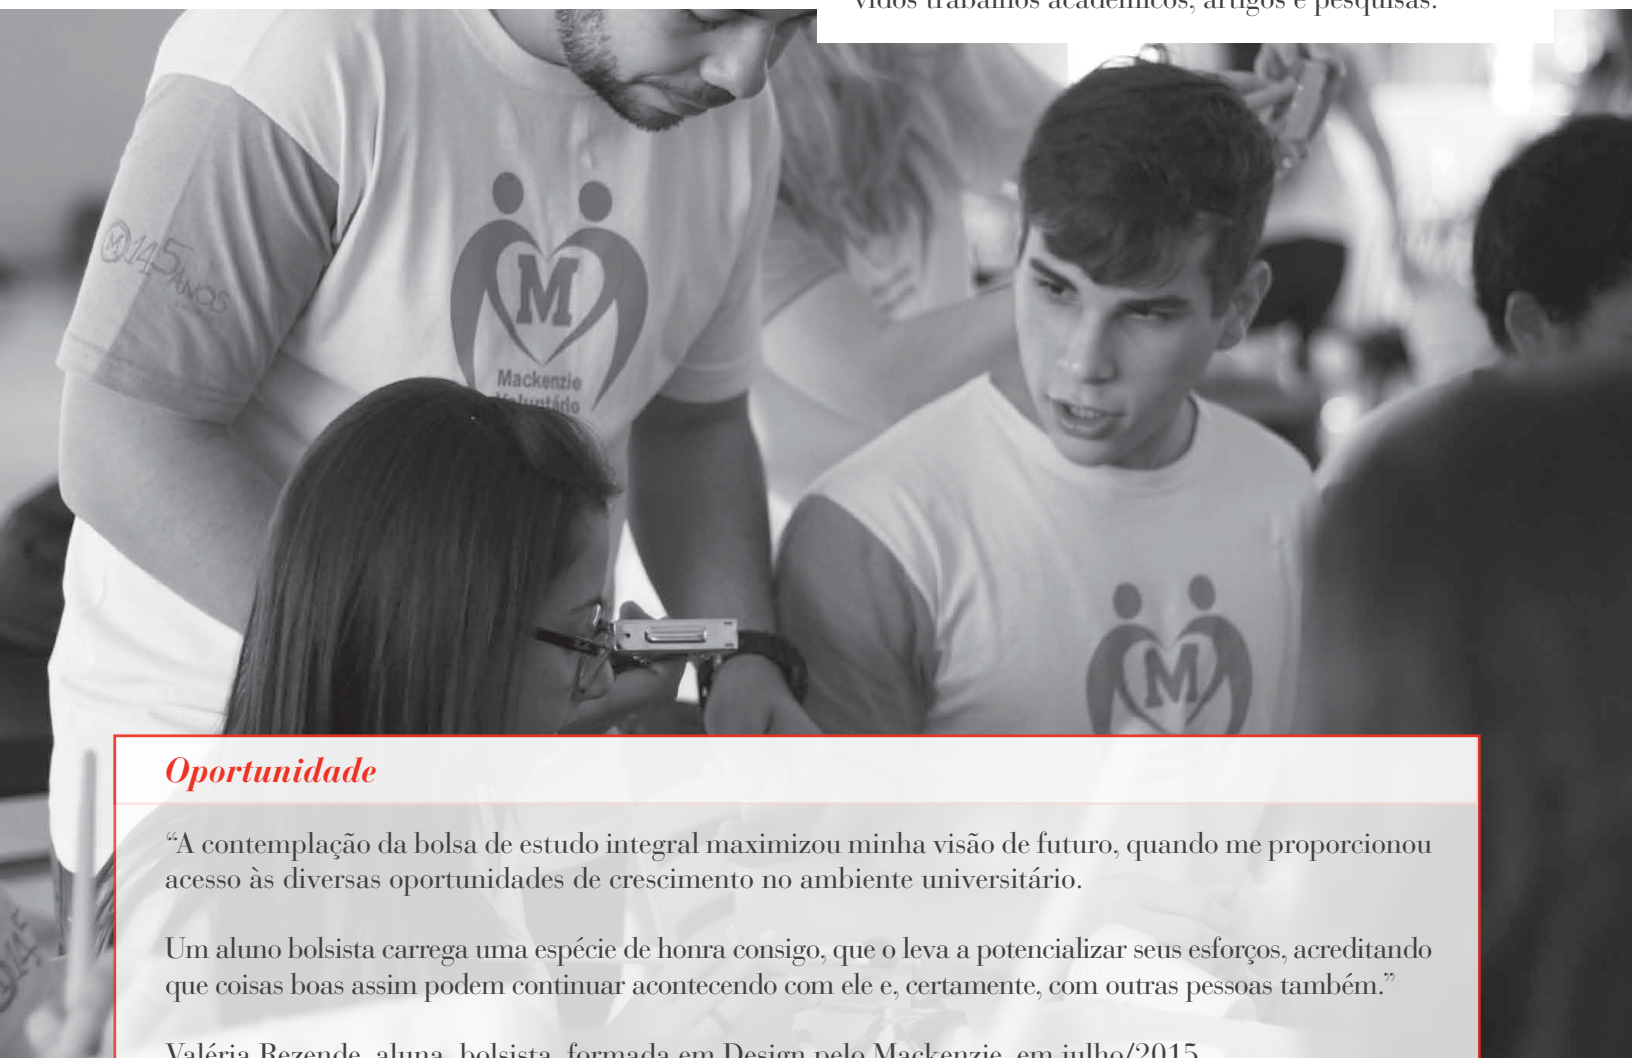 vidos trabalhos acadêmicos, artigos e pesquisas.
M 145 ANOS
M
Mackenzie
Voluntário
M
Oportunidade
“A contemplação da bolsa de estudo integral maximizou minha visão de futuro, quando me proporcionou
acesso às diversas oportunidades de crescimento no ambiente universitário.
Um aluno bolsista carrega uma espécie de honra consigo, que o leva a potencializar seus esforços, acreditando
que coisas boas assim podem continuar acontecendo com ele e, certamente, com outras pessoas também.”
Valéria Rezende, aluna, bolsista, formada em Design pelo Mackenzie, em julho/2015